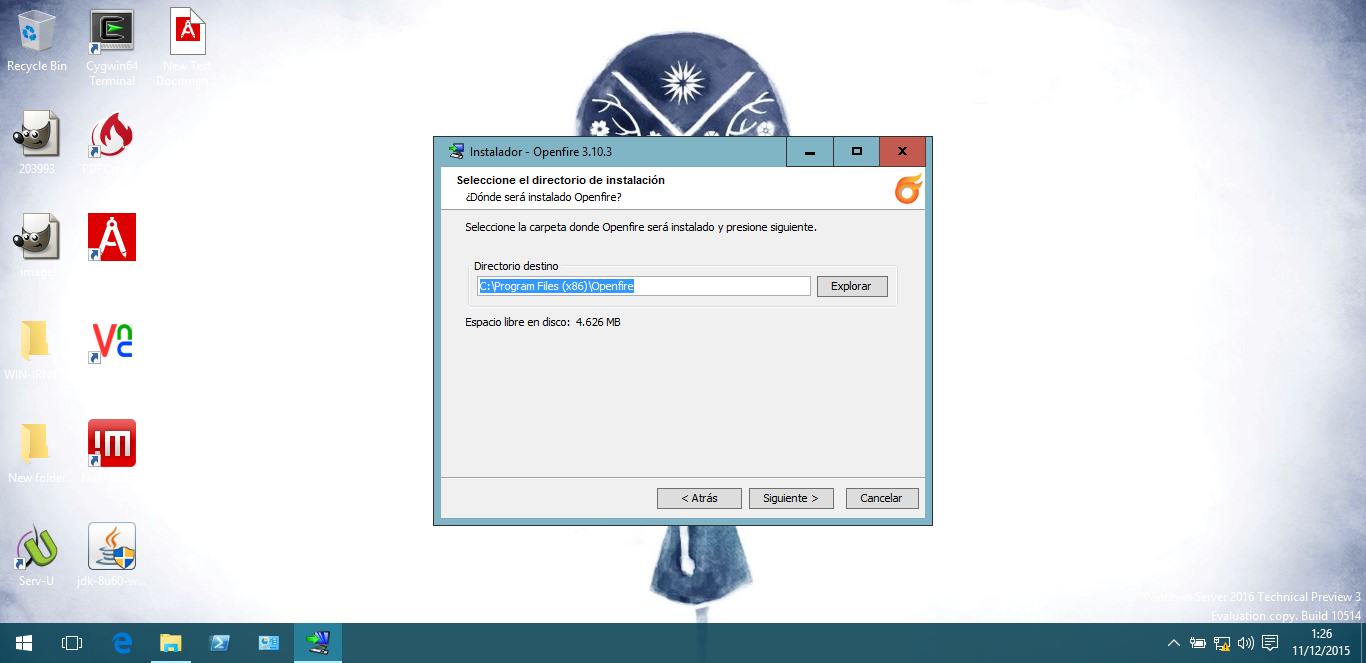 Recycle Bin
Cygwin64
Terminal
New Text
Documen...
203993
image
WIN-iRN
New folder
Serv-U
jdk-8u60-w...
Instalador - Openfire 3.10.3
Seleccione el directorio de instalación
¿Dónde será instalado Openfire?
Seleccione la carpeta donde Openfire será instalado y presione siguiente.
Directorio destino
C:\Program Files (x86)\Openfire
Explorar
Espacio libre en disco: 4.626 MB
< Atrás
Siguiente >
Cancelar
Windows Server 2016 Technical Preview 3
Evaluation copy. Build 10514
1:26
11/12/2015